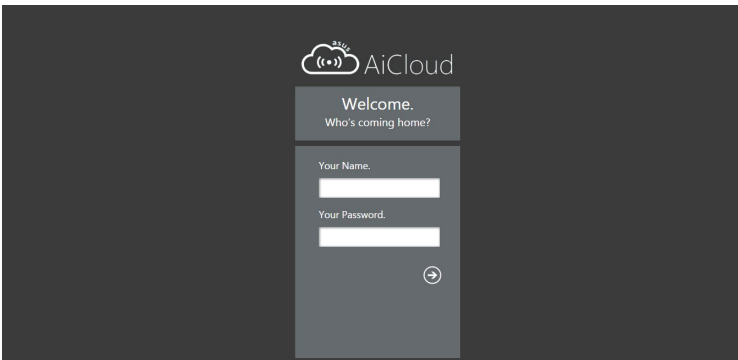 asus
AiCloud
Welcome.
Who's coming home?
Your Name.
Your Password.